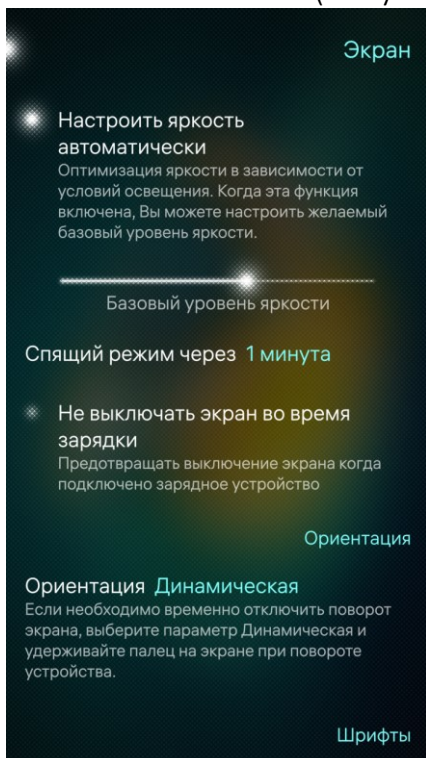 Экран
Настроить яркость
автоматически
Оптимизация яркости в зависимости от
условий освещения. Когда эта функция
включена, Вы можете настроить желаемый
базовый уровень яркости.
Базовый уровень яркости
Спящий режим через 1 минута
Не выключать экран во время
зарядки
Предотвращать выключение экрана когда
подключено зарядное устройство
Ориентация
Ориентация Динамическая
Если необходимо временно отключить поворот
экрана, выберите параметр Динамическая и
удерживайте палец на экране при повороте
устройства.
Шрифты